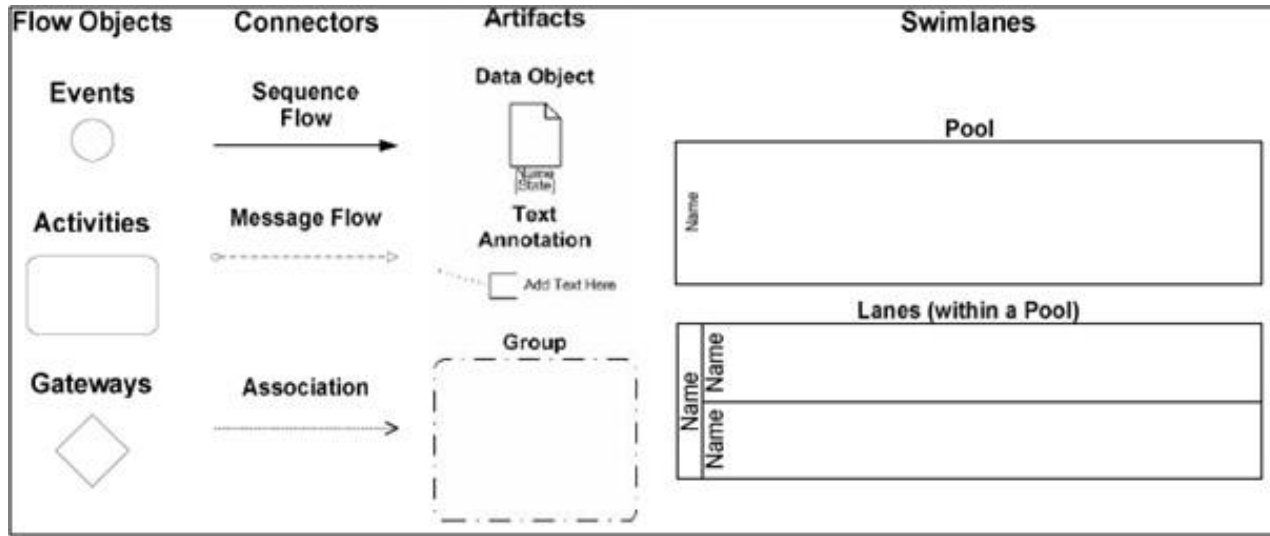 Flow Objects
Events
Activities
Gateways
Connectors
Sequence
Flow
Message Flow
Association
Artifacts
Data Object
Name
[State]
Text
Annotation
Add Text Here
Group
Swimlanes
Pool
Name
Lanes (within a Pool)
Name
Name
Name